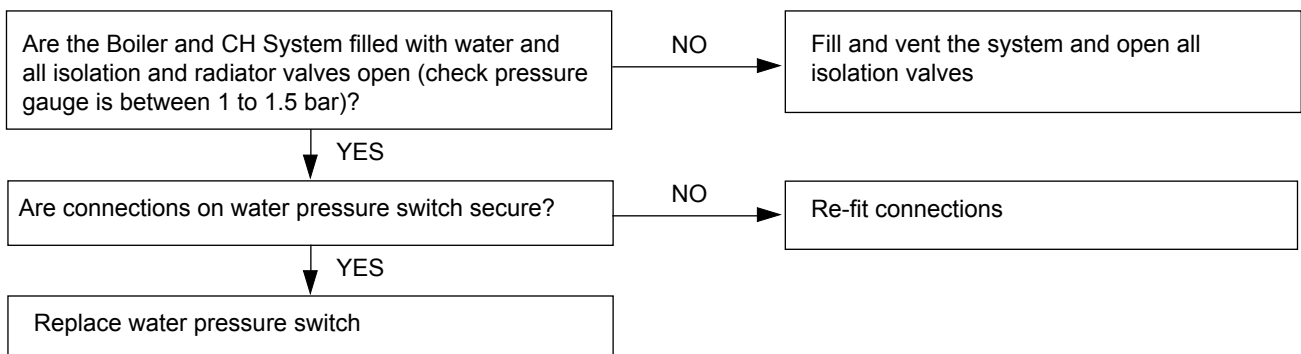 Are the Boiler and CH System filled with water and
all isolation and radiator valves open (check pressure
gauge is between 1 to 1.5 bar)?
NO
Fill and vent the system and open all
isolation valves
YES
Are connections on water pressure switch secure?
NO
Re-fit connections
YES
Replace water pressure switch